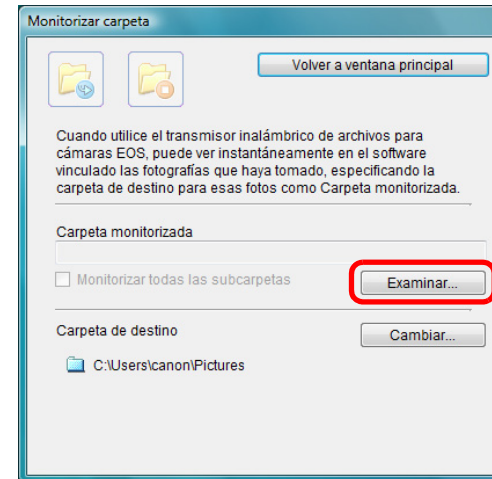 Monitorizar carpeta
Volver a ventana principal
Cuando utilice el transmisor inalámbrico de archivos para
cámaras EOS, puede ver instantáneamente en el software
vinculado las fotografías que haya tomado, especificando la
carpeta de destino para esas fotos como Carpeta monitorizada.
Carpeta monitorizada
Monitorizar todas las subcarpetas
Examinar...
Carpeta de destino
Cambiar...
C:\Users\canon\Pictures